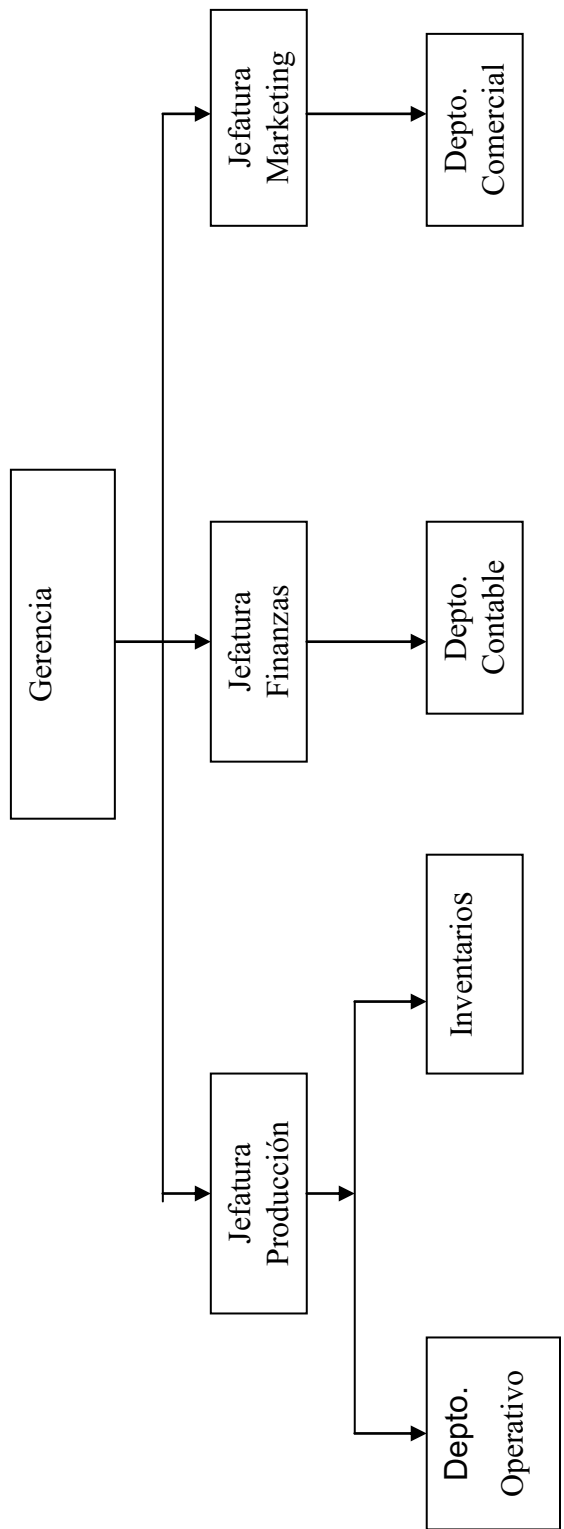 Gerencia
Jefatura
Producción
Jefatura
Finanzas
Jefatura
Marketing
Depto.
Operativo
Inventarios
Depto.
Contable
Depto.
Comercial